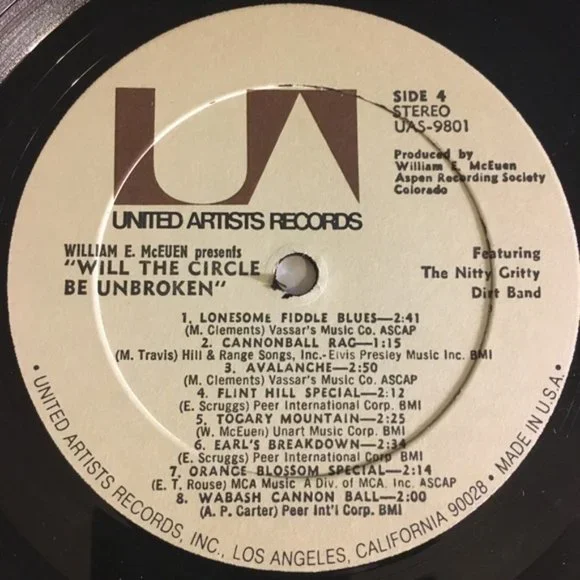 UA
SIDE 4
STEREO
UAS-9801
Produced by
William E. McEuen
Aspen Recording Society
Colorado
UNITED ARTISTS RECORDS
WILLIAM E. McEUEN presents
"WILL THE CIRCLE
BE UNBROKEN"
Featuring
The Nitty Gritty
Dirt Band
1. LONESOME FIDDLE BLUES—2:41
(M. Clements) Vassar's Music Co. ASCAP
2. CANNONBALL RAG—1:15
(M. Travis) Hill & Range Songs, Inc.-Elvis Presley Music Inc. BMI
3. AVALANCHE—2:50
(M. Clements) Vassar's Music Co. ASCAP
4. FLINT HILL SPECIAL—2:12
(E. Scruggs) Peer International Corp. BMI
5. TOGARY MOUNTAIN—2:25
(W. McEuen) Unart Music Corp. BMI
6. EARL'S BREAKDOWN—2:34
(E. Scruggs) Peer International Corp. BMI
7. ORANGE BLOSSOM SPECIAL—2:14
(E. T. Rouse) MCA Music A Div. of MCA. Inc. ASCAP
8. WABASH CANNON BALL—2:00
(A. P. Carter) Peer Int'l Corp. BMI
• UNITED ARTISTS RECORDS, INC., LOS ANGELES, CALIFORNIA 90028 • MADE IN U.S.A. •